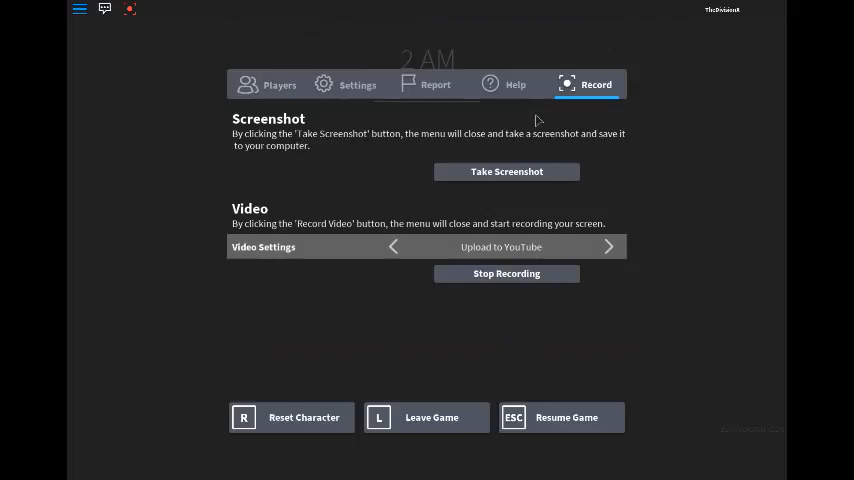 TheDivisionA
2 AM
Players
Settings
Report
Help
Record
Screenshot
By clicking the 'Take Screenshot' button, the menu will close and take a screenshot and save it
to your computer.
Take Screenshot
Video
By clicking the 'Record Video' button, the menu will close and start recording your screen.
Video Settings
Upload to YouTube
Stop Recording
R
Reset Character
L
Leave Game
ESC
Resume Game